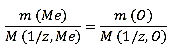 m (Me) / M (1/z, Me) = m (O) / M (1/z, O)